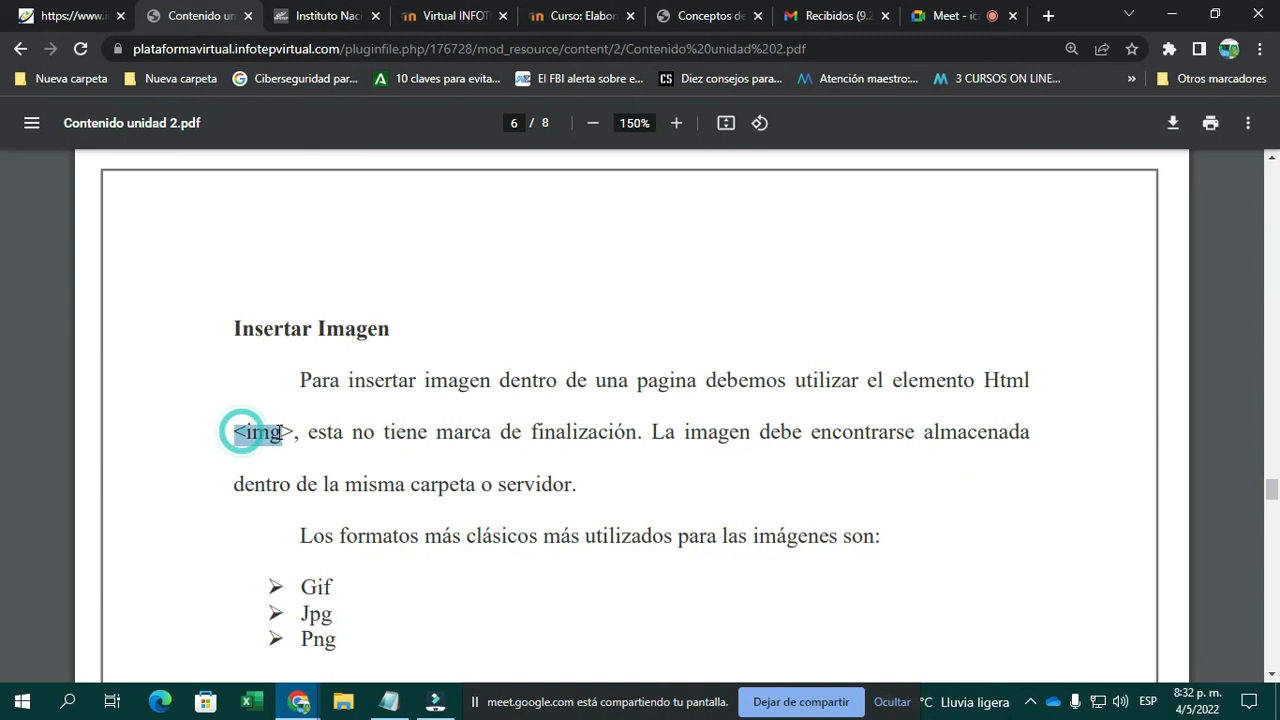 https://www.i
Contenido un
Instituto Naci
Virtual INFOT
Curso: Elabor
Conceptos de
Recibidos (9.2
Meet - ic
plataformavirtual.infotepvirtual.com/pluginfile.php/176728/mod_resource/content/2/Contenido%20unidad%202.pdf
Nueva carpeta
Nueva carpeta
Ciberseguridad par...
10 claves para evita...
El FBI alerta sobre e...
Diez consejos para...
Atención maestro:...
3 CURSOS ON LINE...
»
Otros marcadores
Contenido unidad 2.pdf
6 / 8
150%
Insertar Imagen
Para insertar imagen dentro de una pagina debemos utilizar el elemento Html
<img>, esta no tiene marca de finalización. La imagen debe encontrarse almacenada
dentro de la misma carpeta o servidor.
Los formatos más clásicos más utilizados para las imágenes son:
➢ Gif
➢ Jpg
➢ Png
meet.google.com está compartiendo tu pantalla.
Dejar de compartir
Ocultar
°C Lluvia ligera
ESP
8:32 p. m.
4/5/2022